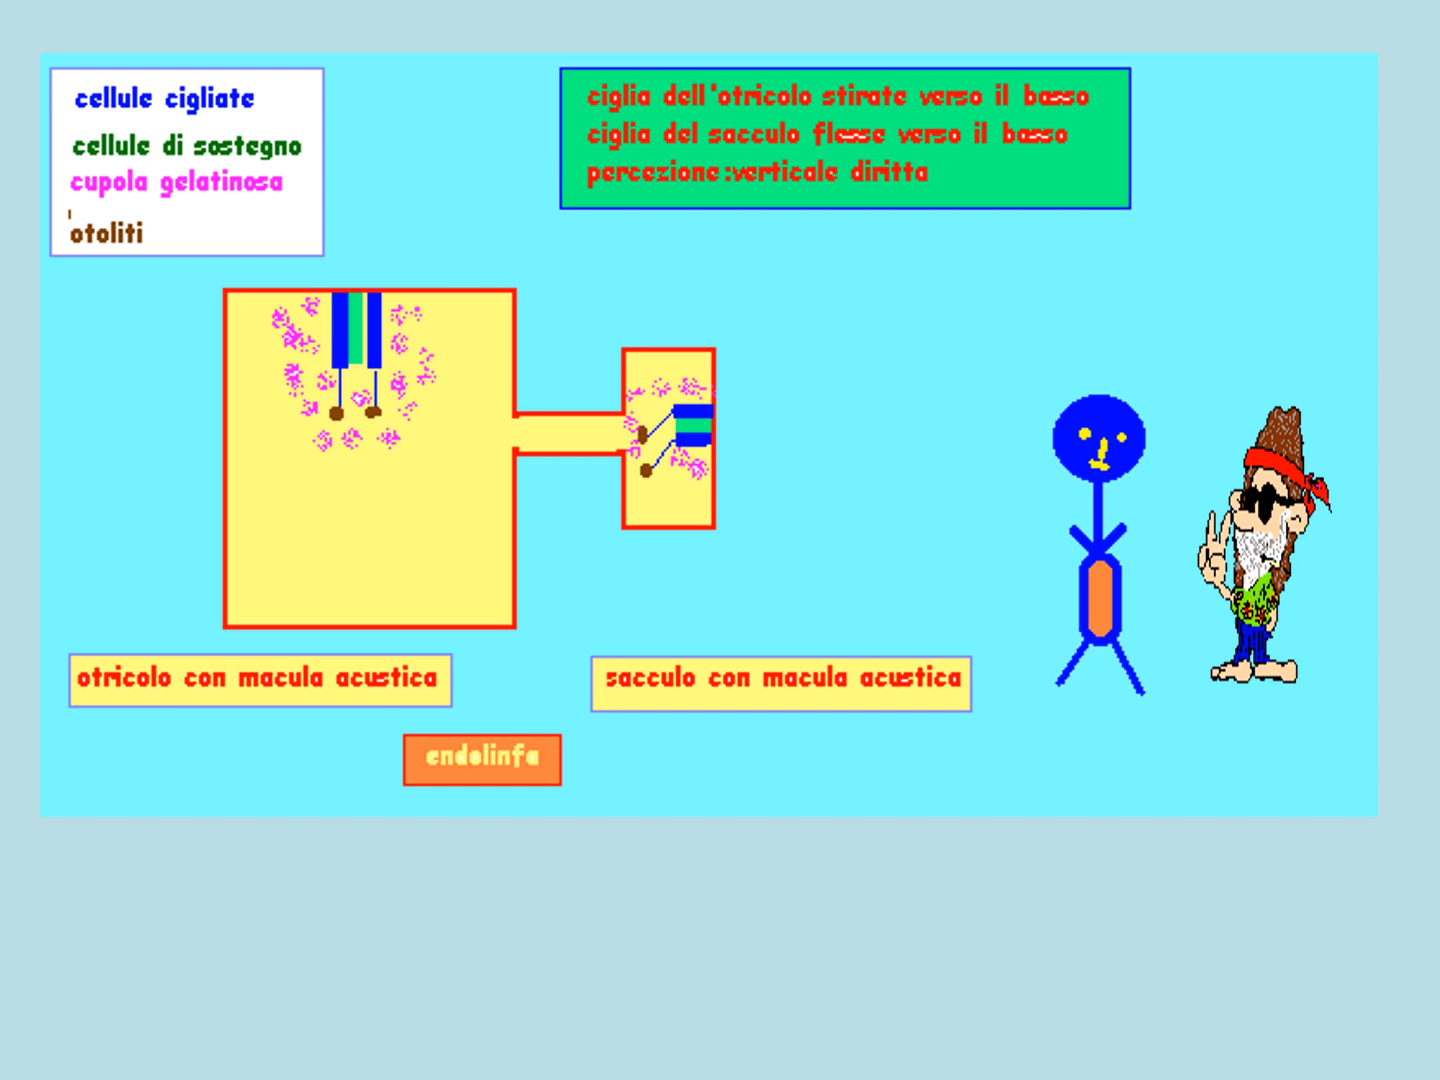 cellule cigliate
cellule di sostegno
cupola gelatinosa
otoliti
ciglia dell'otricolo stirate verso il basso
ciglia del sacculo flesse verso il basso
percezione:verticale diritta
otricolo con macula acustica
sacculo con macula acustica
endolinfa